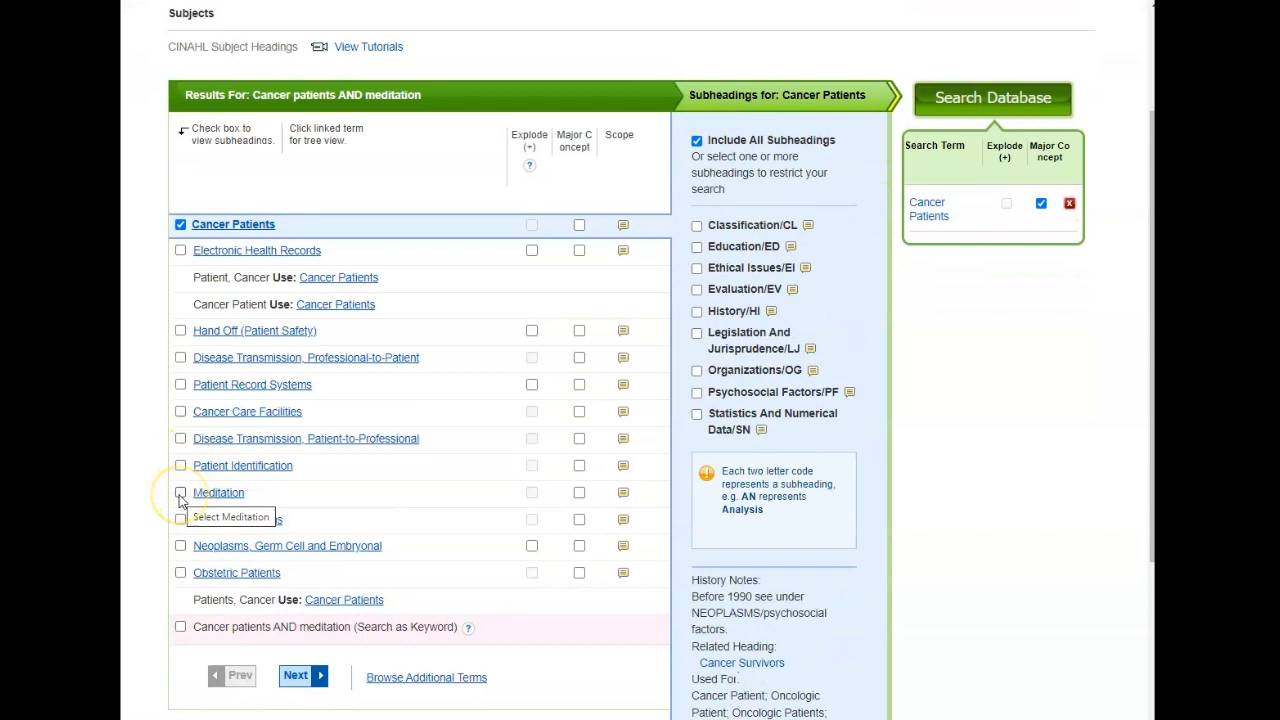 Subjects
CINAHL Subject Headings View Tutorials
Results For: Cancer patients AND meditation
Check box to
view subheadings.
Click linked term
for tree view.
Explode
(+)
?
Major C
oncept
Scope
Cancer Patients
Electronic Health Records
Patient, Cancer Use: Cancer Patients
Cancer Patient Use: Cancer Patients
Hand Off (Patient Safety)
Disease Transmission, Professional-to-Patient
Patient Record Systems
Cancer Care Facilities
Disease Transmission, Patient-to-Professional
Patient Identification
Meditation
Select Meditation
Neoplasms, Germ Cell and Embryonal
Obstetric Patients
Patients, Cancer Use: Cancer Patients
Cancer patients AND meditation (Search as Keyword) ?
Prev Next Browse Additional Terms
Subheadings for: Cancer Patients
Include All Subheadings
Or select one or more
subheadings to restrict your
search
Classification/CL
Education/ED
Ethical Issues/EI
Evaluation/EV
History/HI
Legislation And
Jurisprudence/LJ
Organizations/OG
Psychosocial Factors/PF
Statistics And Numerical
Data/SN
Each two letter code
represents a subheading,
e.g. AN represents
Analysis
History Notes:
Before 1990 see under
NEOPLASMS/psychosocial
factors.
Related Heading:
Cancer Survivors
Used For:
Cancer Patient; Oncologic
Patient; Oncologic Patients;
Search Database
Search Term
Explode
(+)
Major Co
ncept
Cancer
Patients